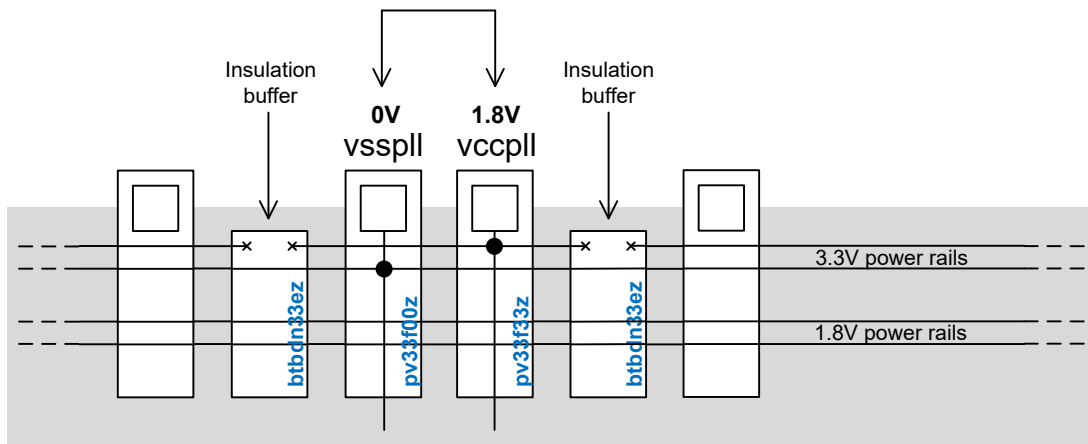 Insulation
buffer
0V
vsspll
1.8V
vccpll
Insulation
buffer
3.3V power rails
1.8V power rails
btbdn33ez
pv33f00z
pv33f33z
btbdn33ez